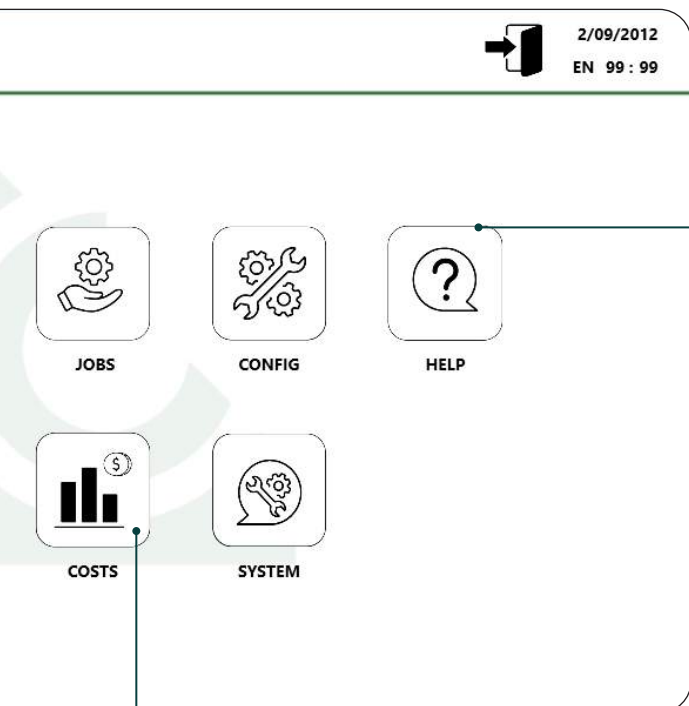 2/09/2012
EN 99 : 99
JOBS CONFIG HELP
?
$
COSTS SYSTEM